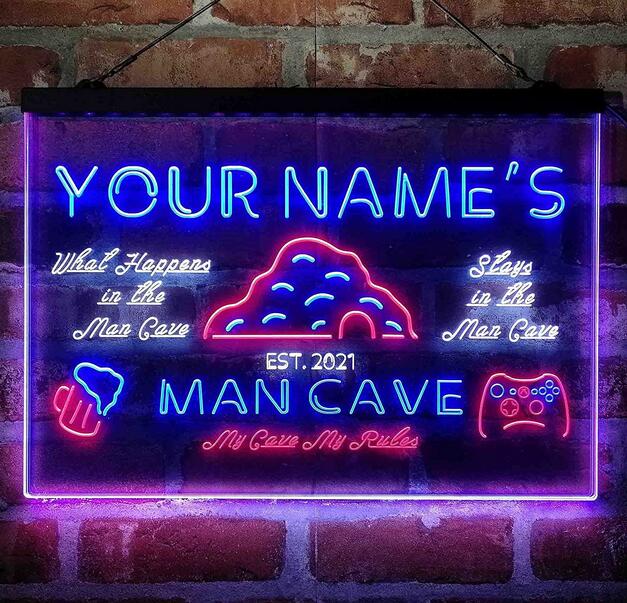 YOUR NAME'S
What Happens
in the
Man Cave
Stays
in the
Man Cave
EST. 2021
MAN CAVE
My Cave My Rules